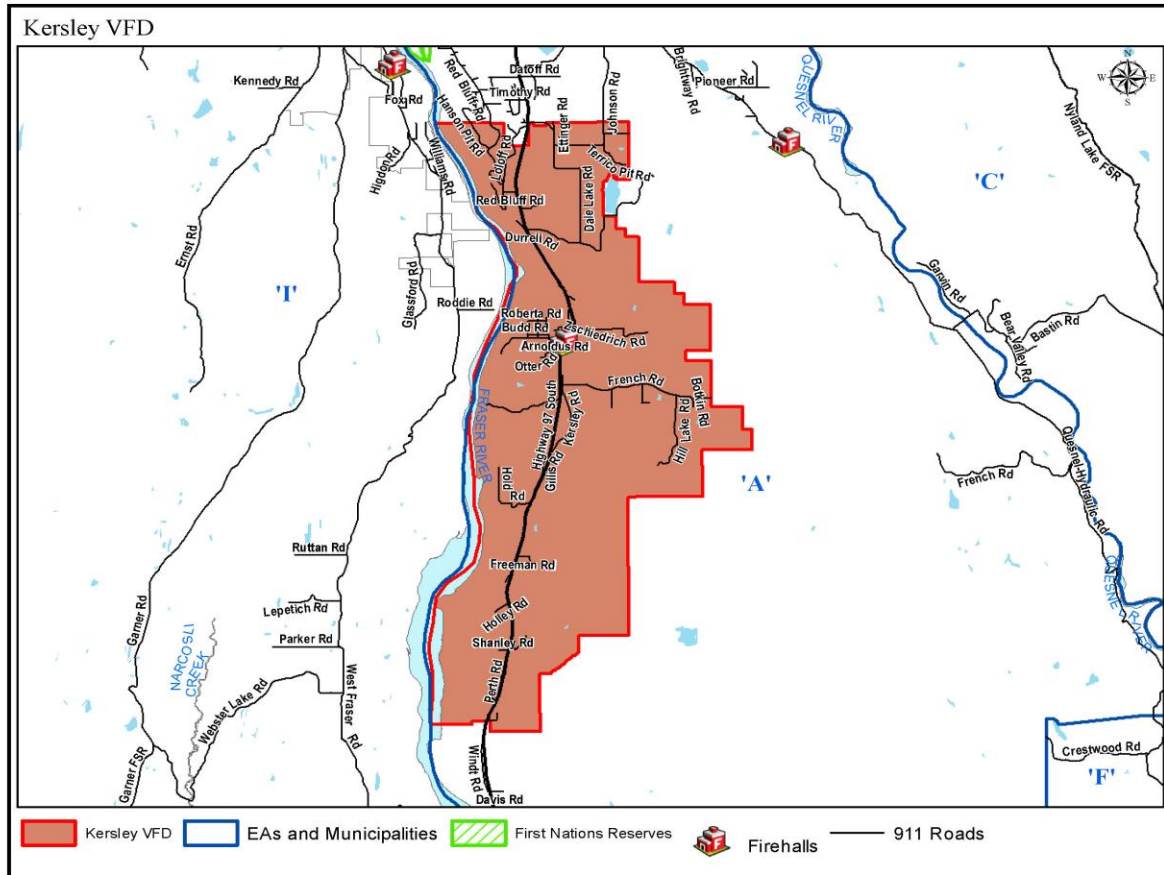 Kersley VFD
Kennedy Rd
Fox Rd
Higdon Rd
Williams Rd
Hanson Pit Rd
Red Bluff Rd
Datoff Rd
Timothy Rd
Loloff Rd
Ettinger Rd
Johnson Rd
Terrico Pit Rd
Dale Lake Rd
Red Bluff Rd
Durrell Rd
Brightway Rd
Pioneer Rd
QUESNEL RIVER
Nyland Lake FSR
'C'
N
W
E
S
Ernst Rd
'I'
Glassford Rd
Roddie Rd
Roberta Rd
Budd Rd
Zschiedrich Rd
Arnoldus Rd
Otter Rd
French Rd
Botkin Rd
Hill Lake Rd
Kersley Rd
Highway 97 South
Gillis Rd
FRASER RIVER
Hoid
Rd
Garvin Rd
Bear Valley Rd
Bastin Rd
French Rd
Quesnel-Hydraulic Rd
'A'
QUESNE
RIVER
Ruttan Rd
Freeman Rd
Lepetich Rd
Holley Rd
Parker Rd
Shanley Rd
Garner Rd
NARCOSLI
CREEK
Webster Lake Rd
West Fraser
Rd
Perth Rd
Garner FSR
Windt Rd
Davis Rd
Crestwood Rd
'F'
Kersley VFD
EAs and Municipalities
First Nations Reserves
F
Firehalls
911 Roads